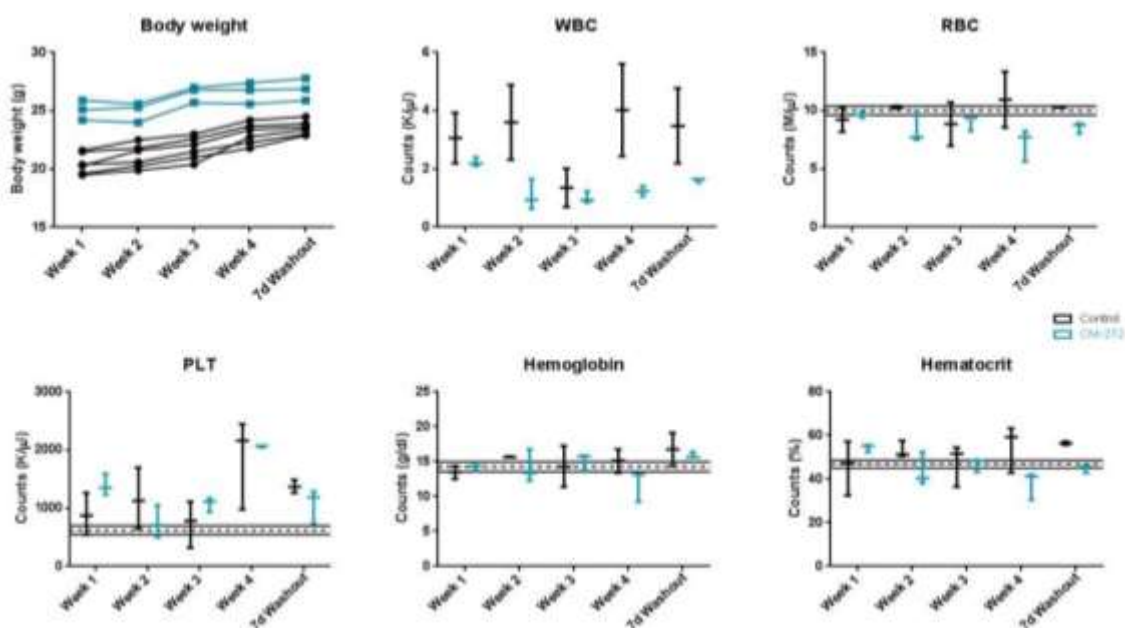 Body weight
WBC
RBC
Body weight (g)
30
25
20
15
Week 1
Week 2
Week 3
Week 4
7d Washout
Counts (K/µl)
6
4
2
0
Week 1
Week 2
Week 3
Week 4
7d Washout
Counts (M/µl)
15
10
5
0
Week 1
Week 2
Week 3
Week 4
7d Washout
Control
PLT
Hemoglobin
Hematocrit
Counts (K/µl)
3000
2000
1000
0
Week 1
Week 2
Week 3
Week 4
7d Washout
Counts (g/dl)
25
20
15
10
5
0
Week 1
Week 2
Week 3
Week 4
7d Washout
Counts (%)
80
60
40
20
0
Week 1
Week 2
Week 3
Week 4
7d Washout